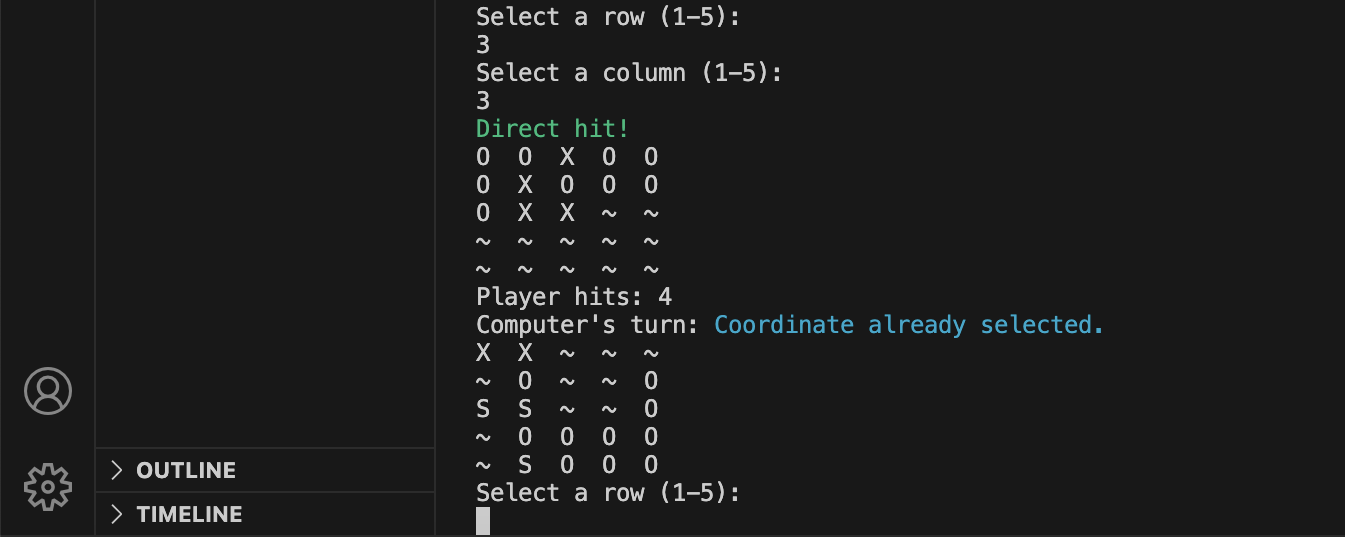 Select a row (1-5):
3
Select a column (1-5):
3
Direct hit!
O O X O O
O X O O O
O X X ~ ~
~ ~ ~ ~ ~
~ ~ ~ ~ ~
Player hits: 4
Computer's turn: Coordinate already selected.
X X ~ ~ ~
~ O ~ ~ O
S S ~ ~ O
~ O O O O
~ S O O O
Select a row (1-5):
OUTLINE
TIMELINE